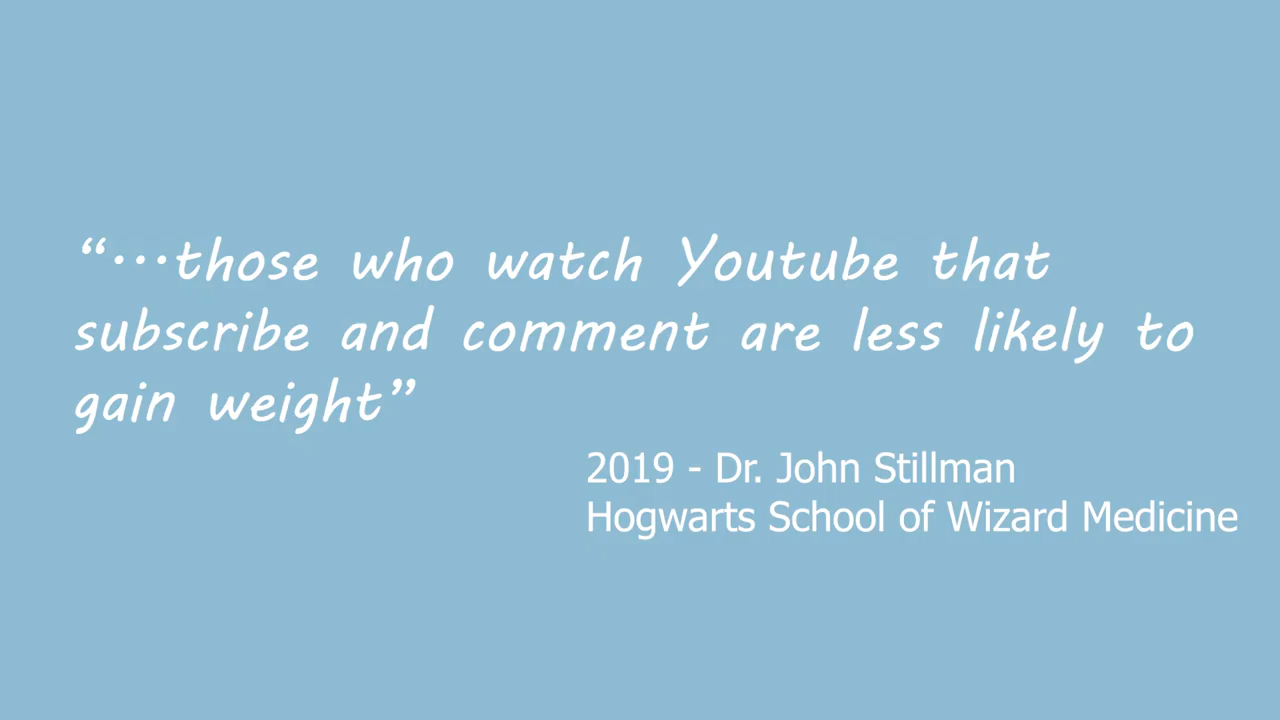 “...those who watch Youtube that
subscribe and comment are less likely to
gain weight”
2019 - Dr. John Stillman
Hogwarts School of Wizard Medicine